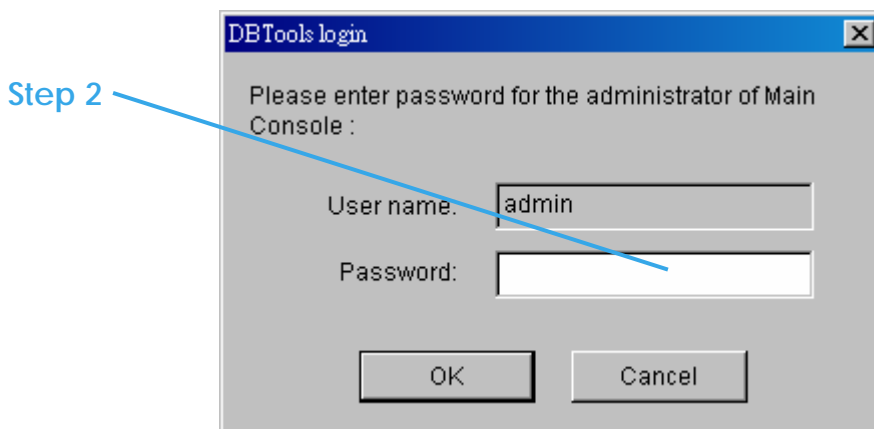 DBTools login
Step 2
Please enter password for the administrator of Main
Console :
User name:
admin
Password:
OK
Cancel